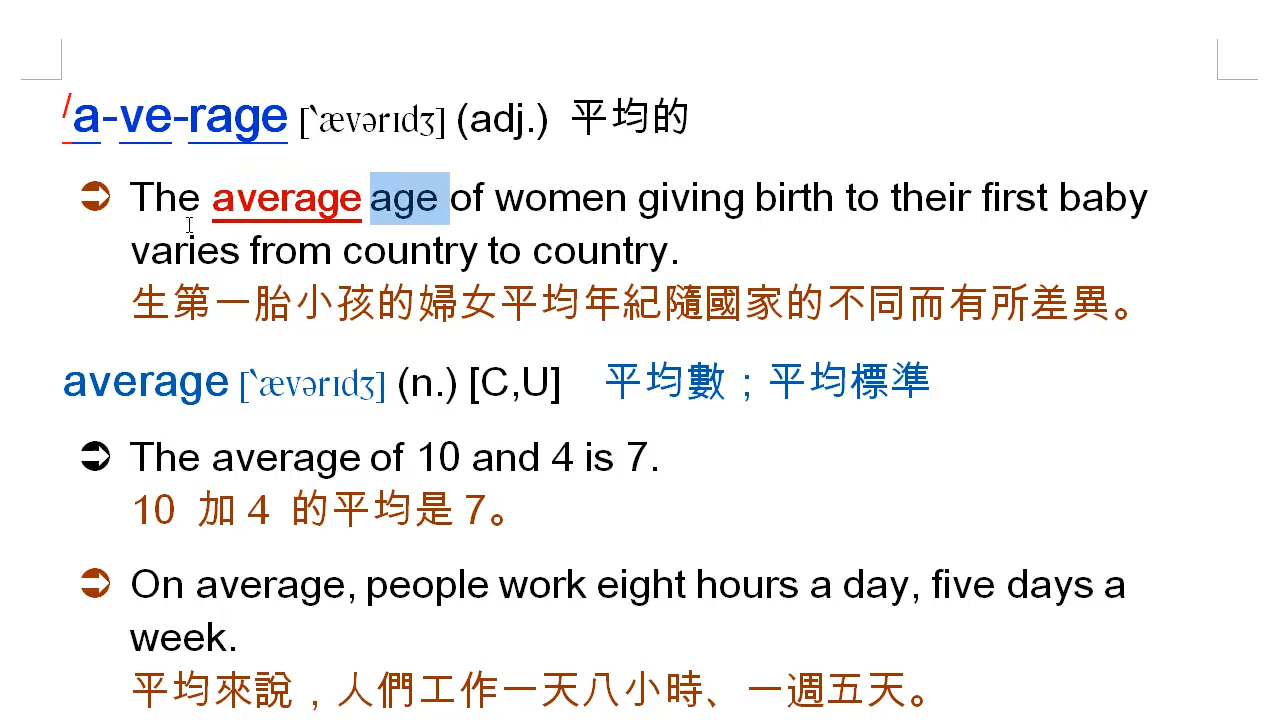 /a-ve-rage [ˋævərɪdʒ] (adj.) 平均的
➲ The average age of women giving birth to their first baby
varies from country to country.
生第一胎小孩的婦女平均年紀隨國家的不同而有所差異。
average [ˋævərɪdʒ] (n.) [C,U] 平均數；平均標準
➲ The average of 10 and 4 is 7.
10 加 4 的平均是 7。
➲ On average, people work eight hours a day, five days a
week.
平均來說，人們工作一天八小時、一週五天。